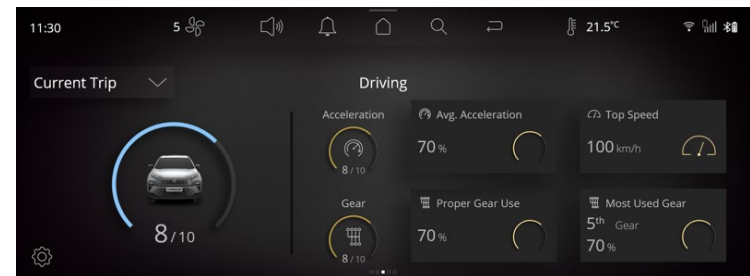 11:30
5
21.5°C
Current Trip
Driving
8/10
Acceleration
8/10
Avg. Acceleration
70 %
Top Speed
100 km/h
Gear
8/10
Proper Gear Use
70 %
Most Used Gear
5th Gear
70 %